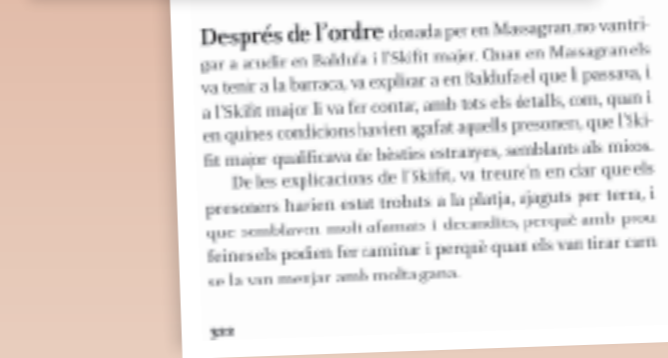 Després de l'ordre donada per en Massagran, no van tri-
gar a acudir en Baldufa i l'Skifit major. Quan en Massagran els
va tenir a la barraca, va explicar a en Baldufa el que li passava, i
a l'Skifit major li va fer contar, amb tots els detalls, com, quan i
en quines condicions havien agafat aquells presoners, que l'Ski-
fit major qualificava de bèsties estranyes, semblants als micos.
De les explicacions de l'Skifit, va treure'n en clar que els
presoners havien estat trobats a la platja, ajaguts per terra, i
que semblaven molt afamats i decandits, perquè amb prou
feines els podien fer caminar i perquè quan els van tirar carn
se la van menjar amb molta gana.